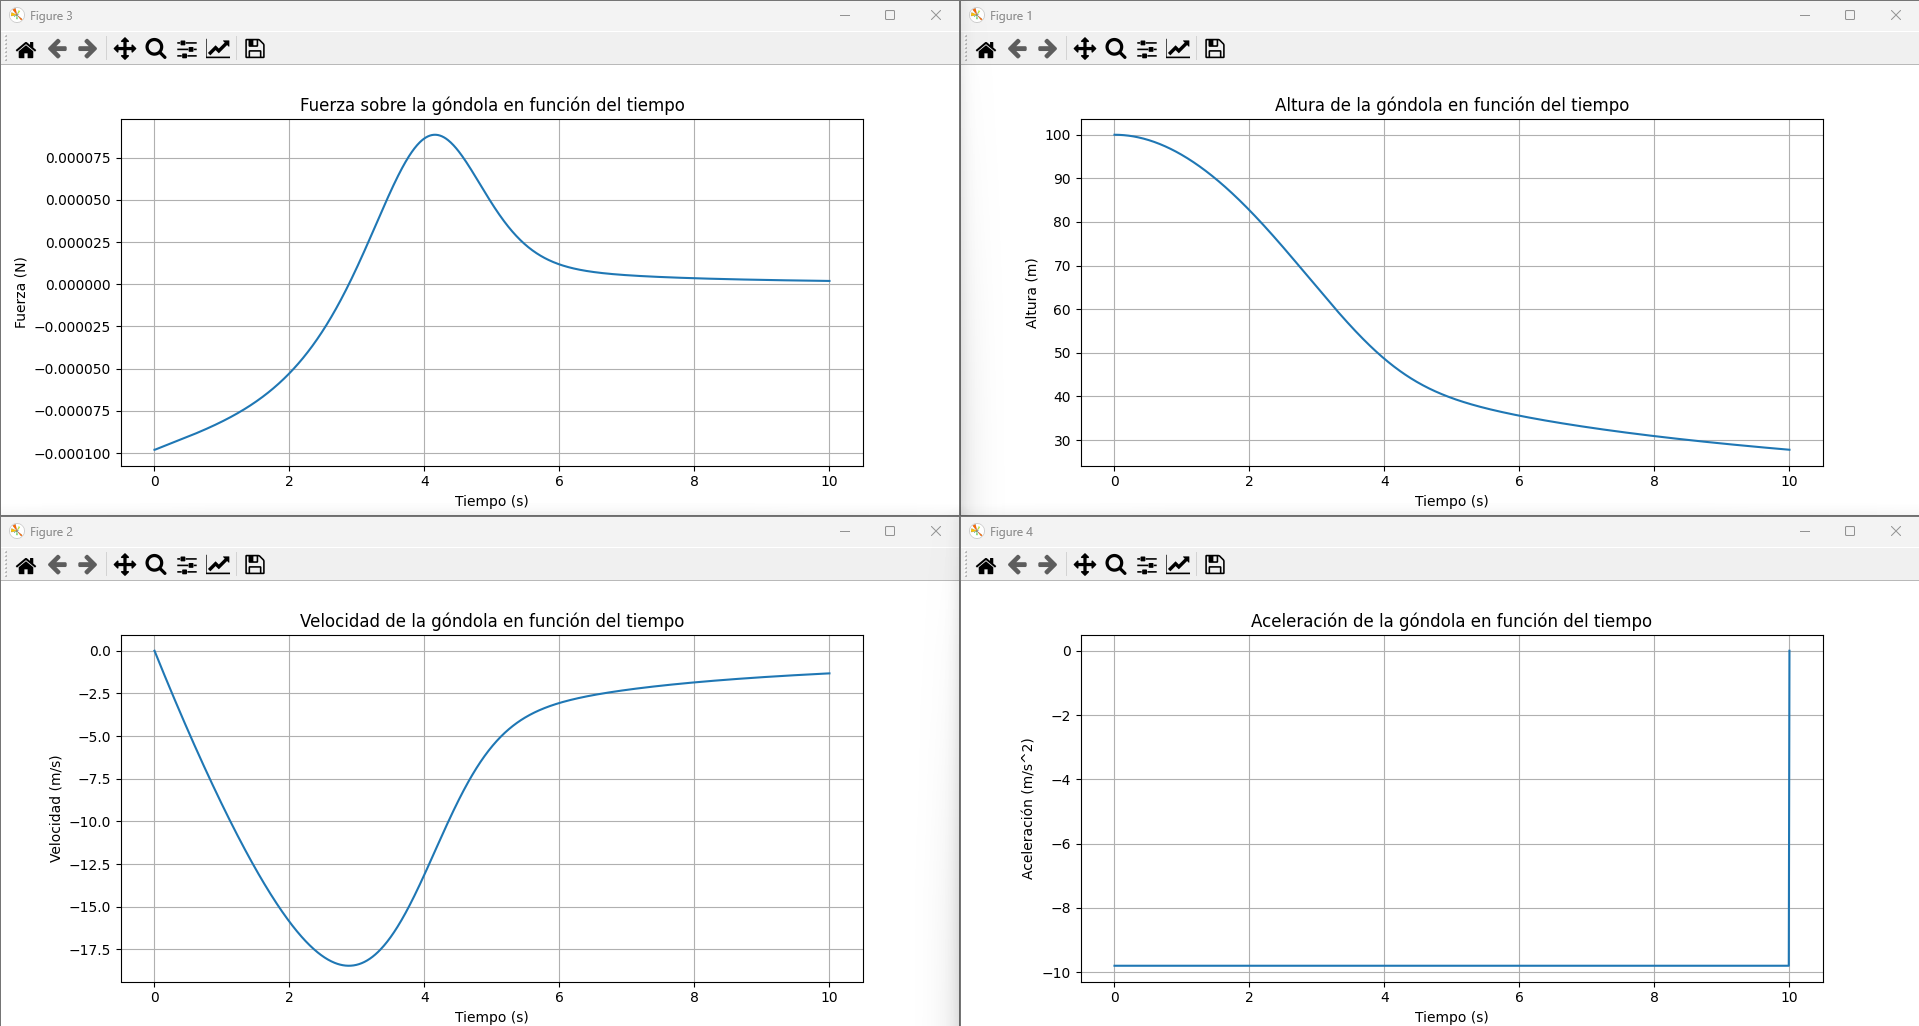 Figure 3
Fuerza sobre la góndola en función del tiempo
0.000075
0.000050
0.000025
0.000000
−0.000025
−0.000050
−0.000075
−0.000100
Fuerza (N)
0 2 4 6 8 10
Tiempo (s)
Figure 1
Altura de la góndola en función del tiempo
100
90
80
70
60
50
40
30
Altura (m)
0 2 4 6 8 10
Tiempo (s)
Figure 2
Velocidad de la góndola en función del tiempo
0.0
−2.5
−5.0
−7.5
−10.0
−12.5
−15.0
−17.5
Velocidad (m/s)
0 2 4 6 8 10
Tiempo (s)
Figure 4
Aceleración de la góndola en función del tiempo
0
−2
−4
−6
−8
−10
Aceleración (m/s^2)
0 2 4 6 8 10
Tiempo (s)